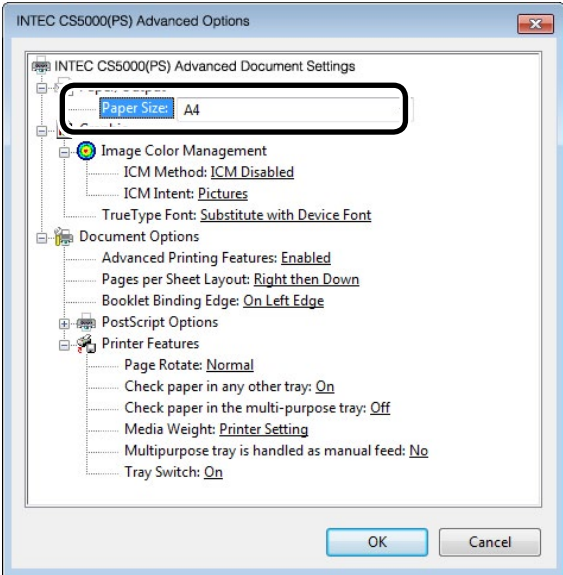 INTEC CS5000(PS) Advanced Options
INTEC CS5000(PS) Advanced Document Settings
Paper Size: A4
Image Color Management
ICM Method: ICM Disabled
ICM Intent: Pictures
TrueType Font: Substitute with Device Font
Document Options
Advanced Printing Features: Enabled
Pages per Sheet Layout: Right then Down
Booklet Binding Edge: On Left Edge
PostScript Options
Printer Features
Page Rotate: Normal
Check paper in any other tray: On
Check paper in the multi-purpose tray: Off
Media Weight: Printer Setting
Multipurpose tray is handled as manual feed: No
Tray Switch: On
OK Cancel